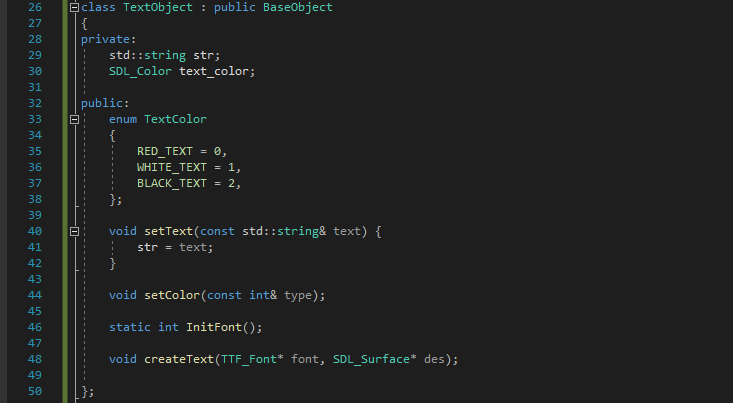 26 class TextObject : public BaseObject
27 {
28 private:
29     std::string str;
30     SDL_Color text_color;
31
32 public:
33     enum TextColor
34     {
35         RED_TEXT = 0,
36         WHITE_TEXT = 1,
37         BLACK_TEXT = 2,
38     };
39
40     void setText(const std::string& text) {
41         str = text;
42     }
43
44     void setColor(const int& type);
45
46     static int InitFont();
47
48     void createText(TTF_Font* font, SDL_Surface* des);
49
50 };